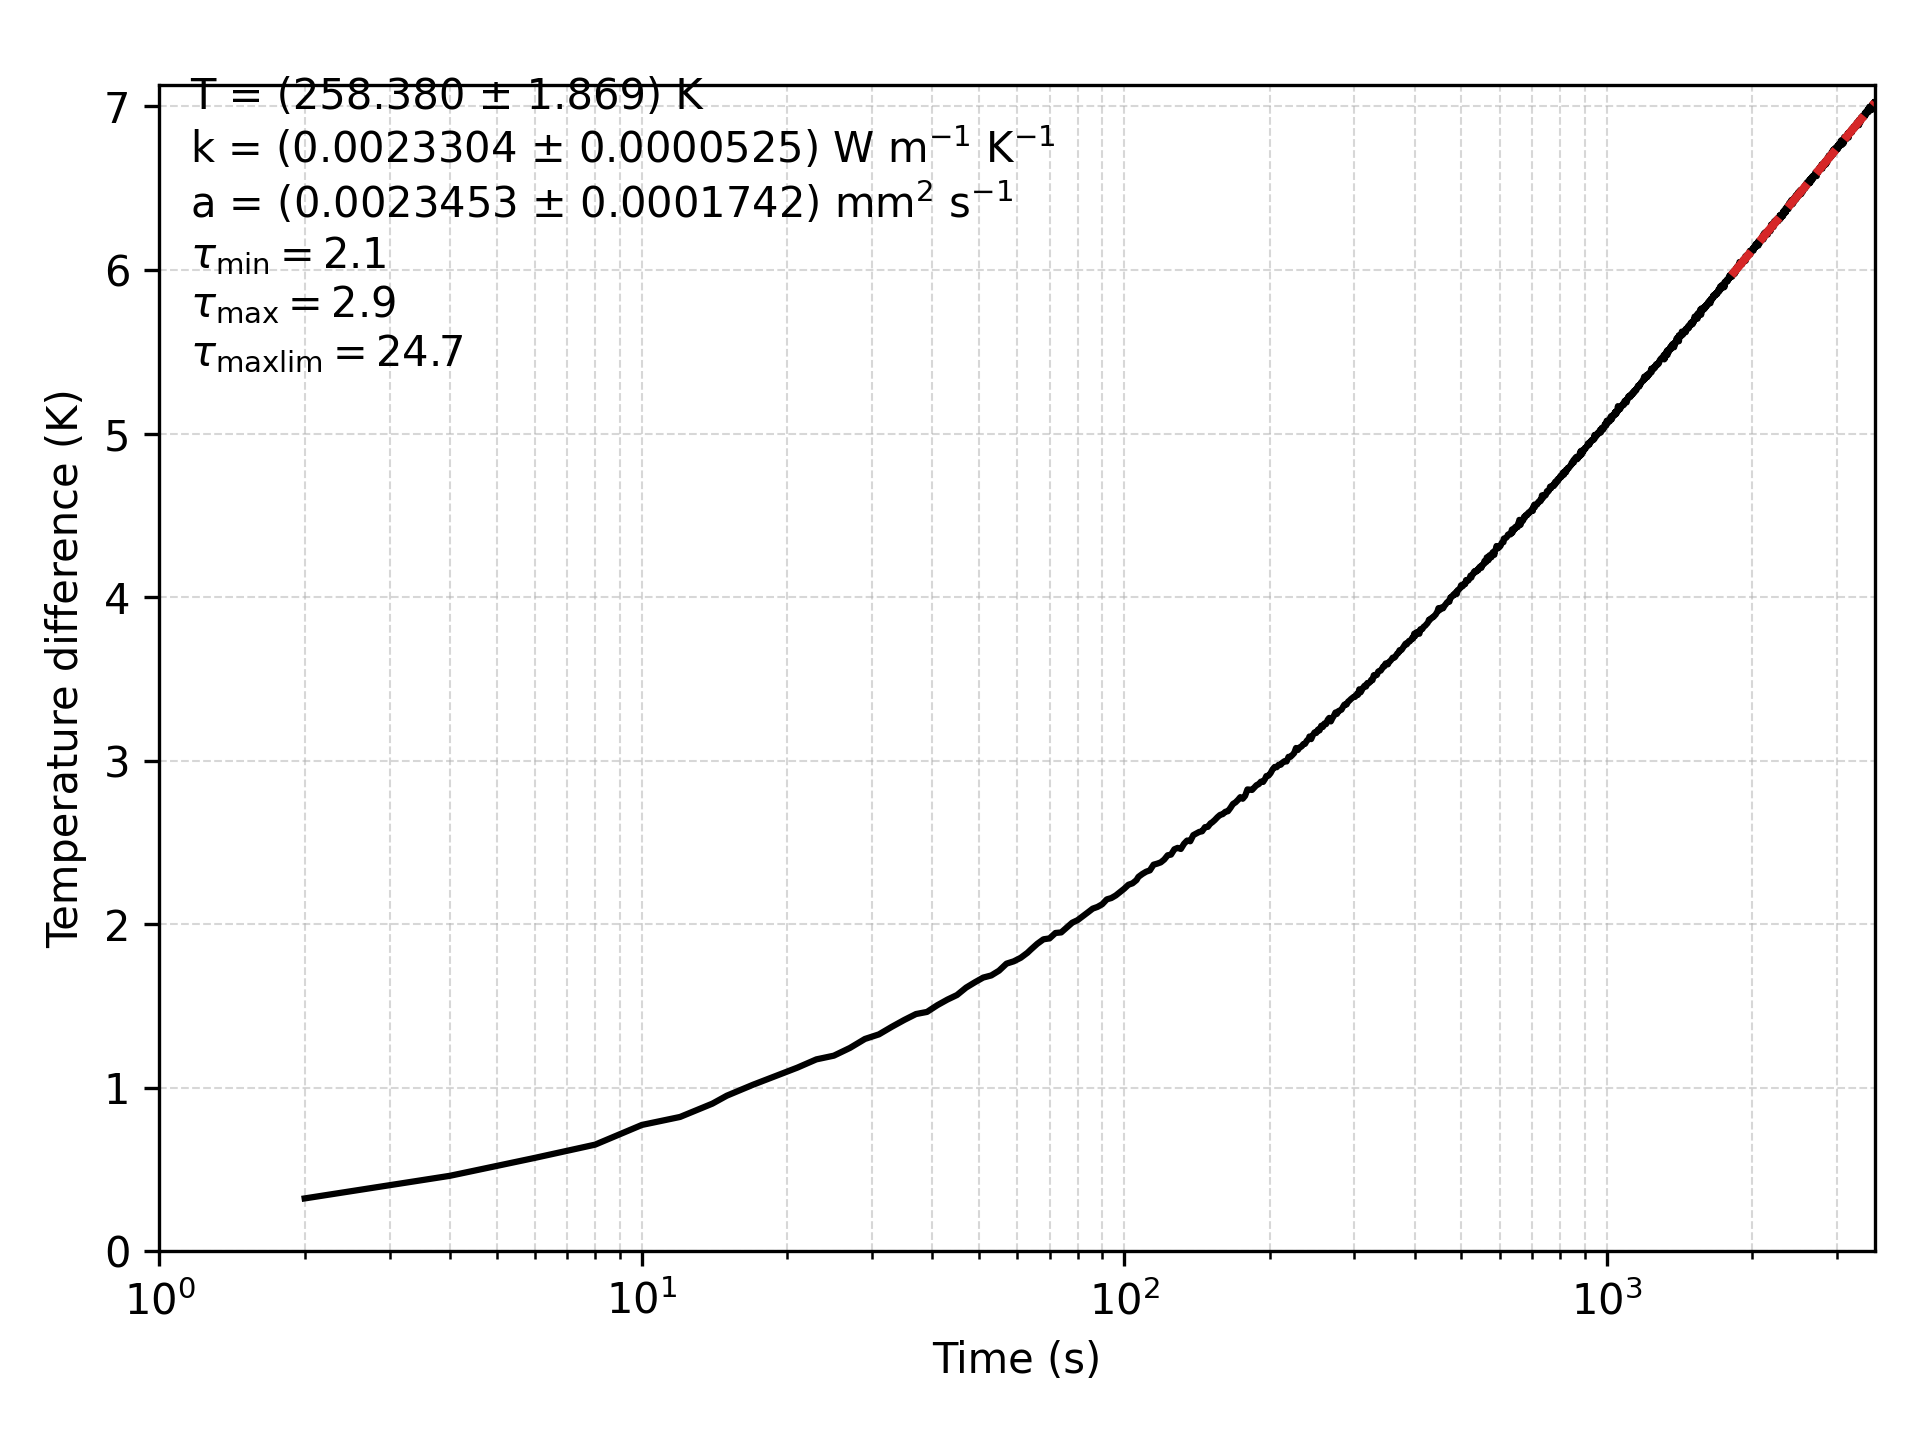 T = (258.380 ± 1.869) K
k = (0.0023304 ± 0.0000525) W m⁻¹ K⁻¹
a = (0.0023453 ± 0.0001742) mm² s⁻¹
τmin = 2.1
τmax = 2.9
τmaxlim = 24.7
Temperature difference (K)
7
6
5
4
3
2
1
0
10⁰ 10¹ 10² 10³
Time (s)